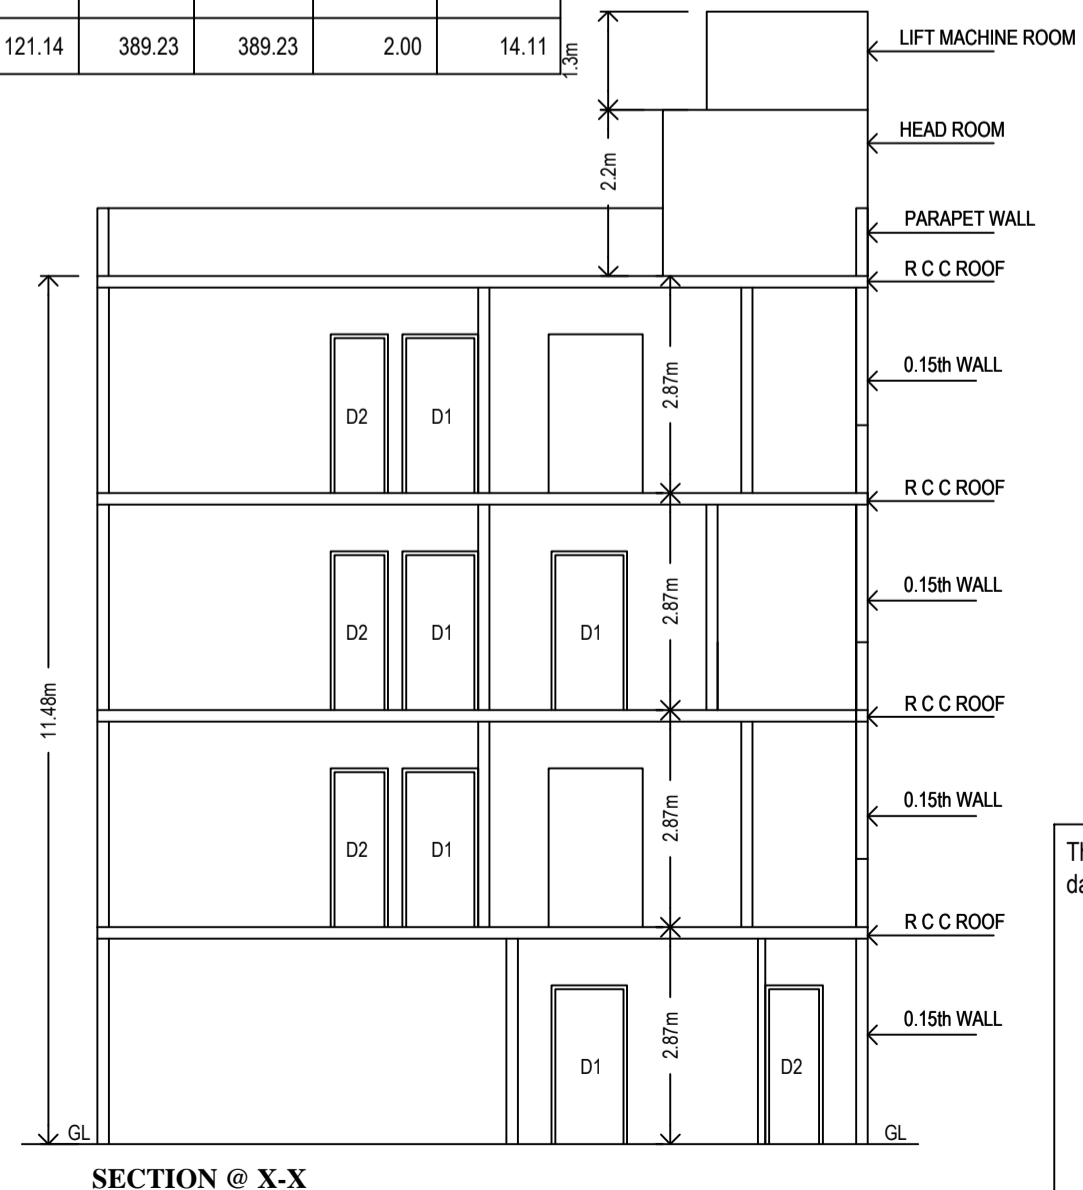 121.14 389.23 389.23 2.00 14.11
1.3m
LIFT MACHINE ROOM
HEAD ROOM
2.2m
PARAPET WALL
R C C ROOF
0.15th WALL
2.87m
D2 D1
R C C ROOF
0.15th WALL
2.87m
D2 D1 D1
11.48m
R C C ROOF
0.15th WALL
2.87m
D2 D1
Th
da
R C C ROOF
0.15th WALL
2.87m
D1 D2
GL GL
SECTION @ X-X